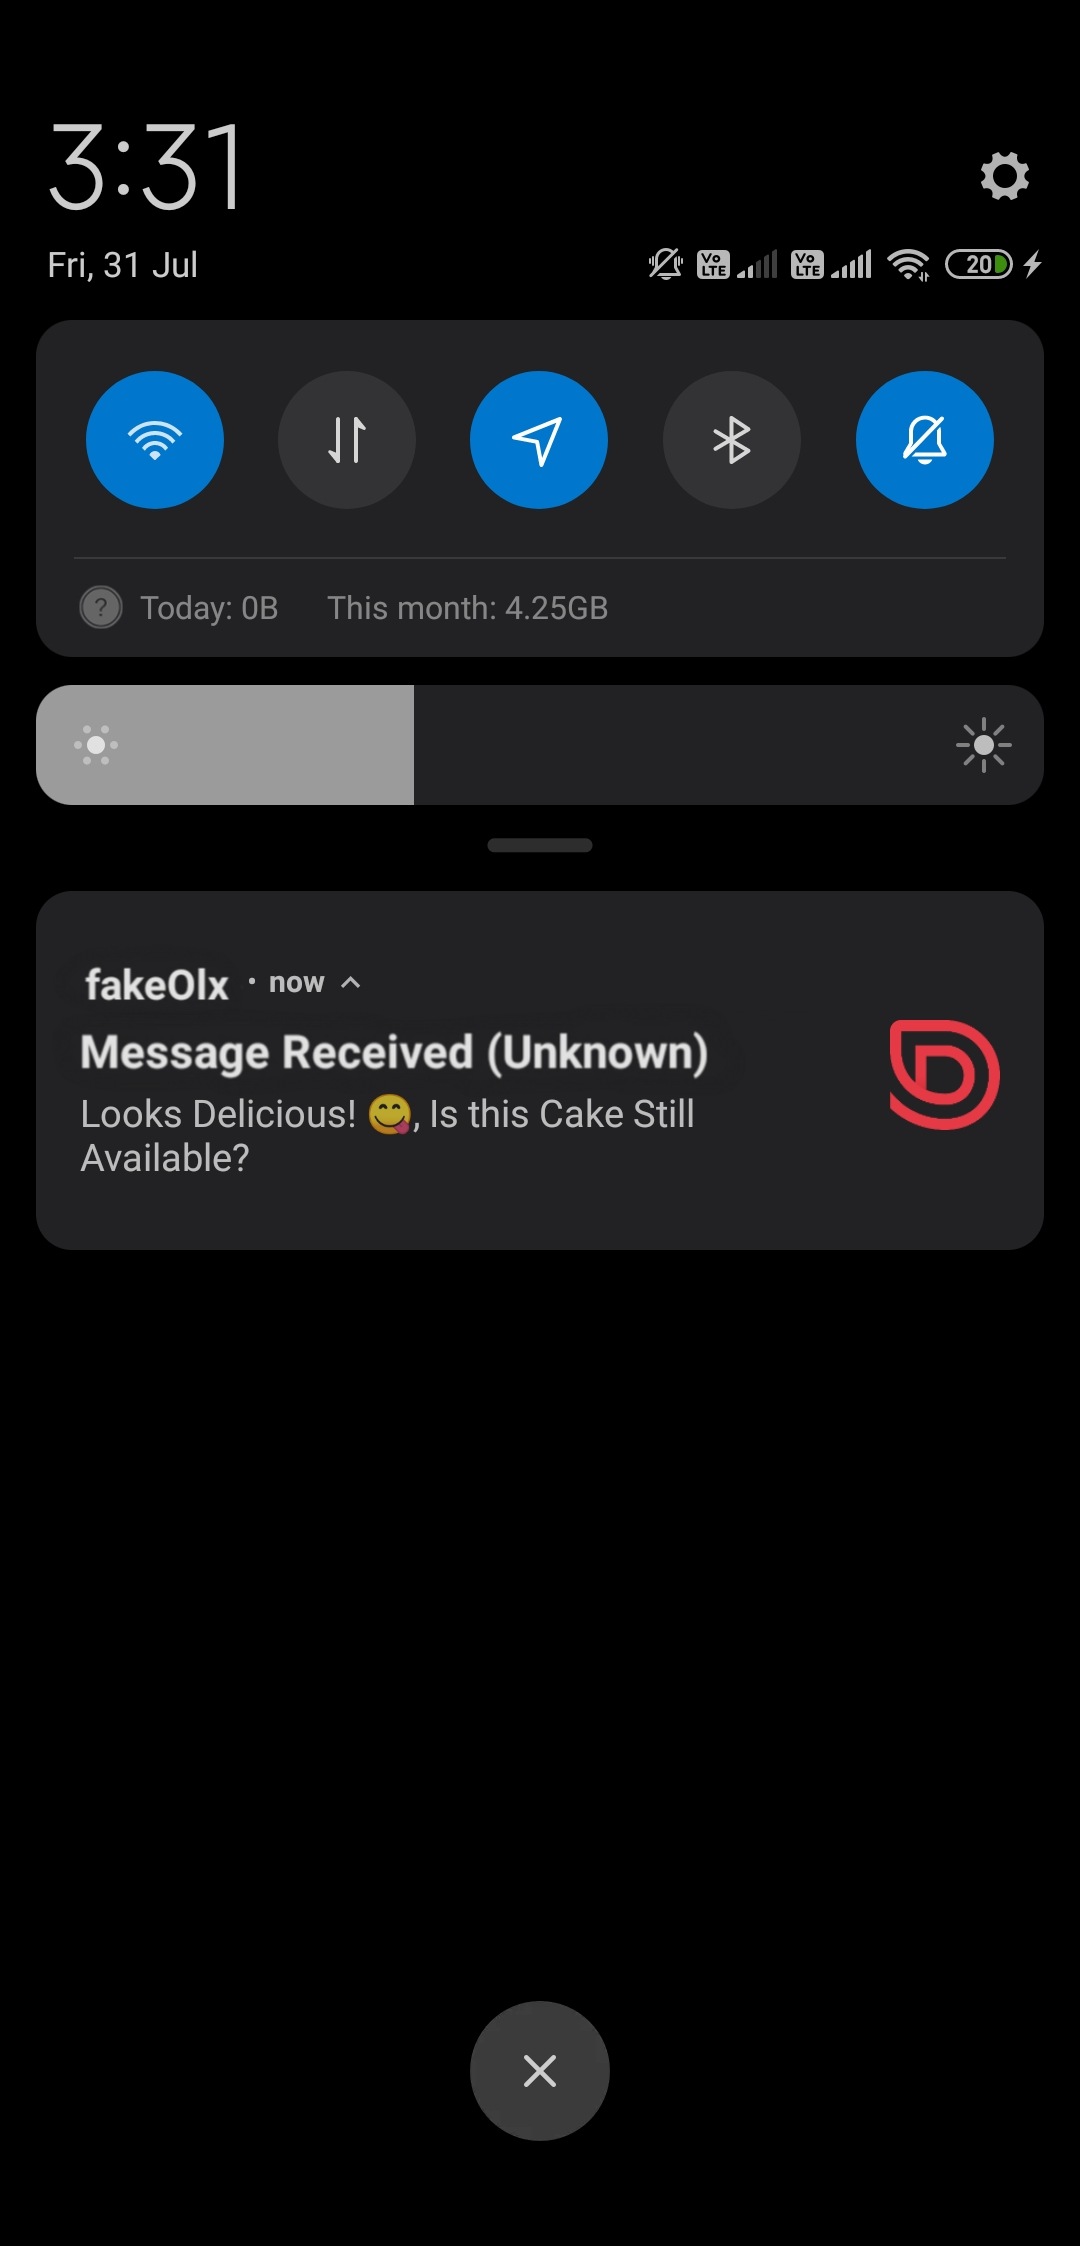 3:31
Fri, 31 Jul
Vo LTE Vo LTE 20
Today: 0B This month: 4.25GB
fakeOlx • now
Message Received (Unknown)
Looks Delicious! 😋, Is this Cake Still
Available?